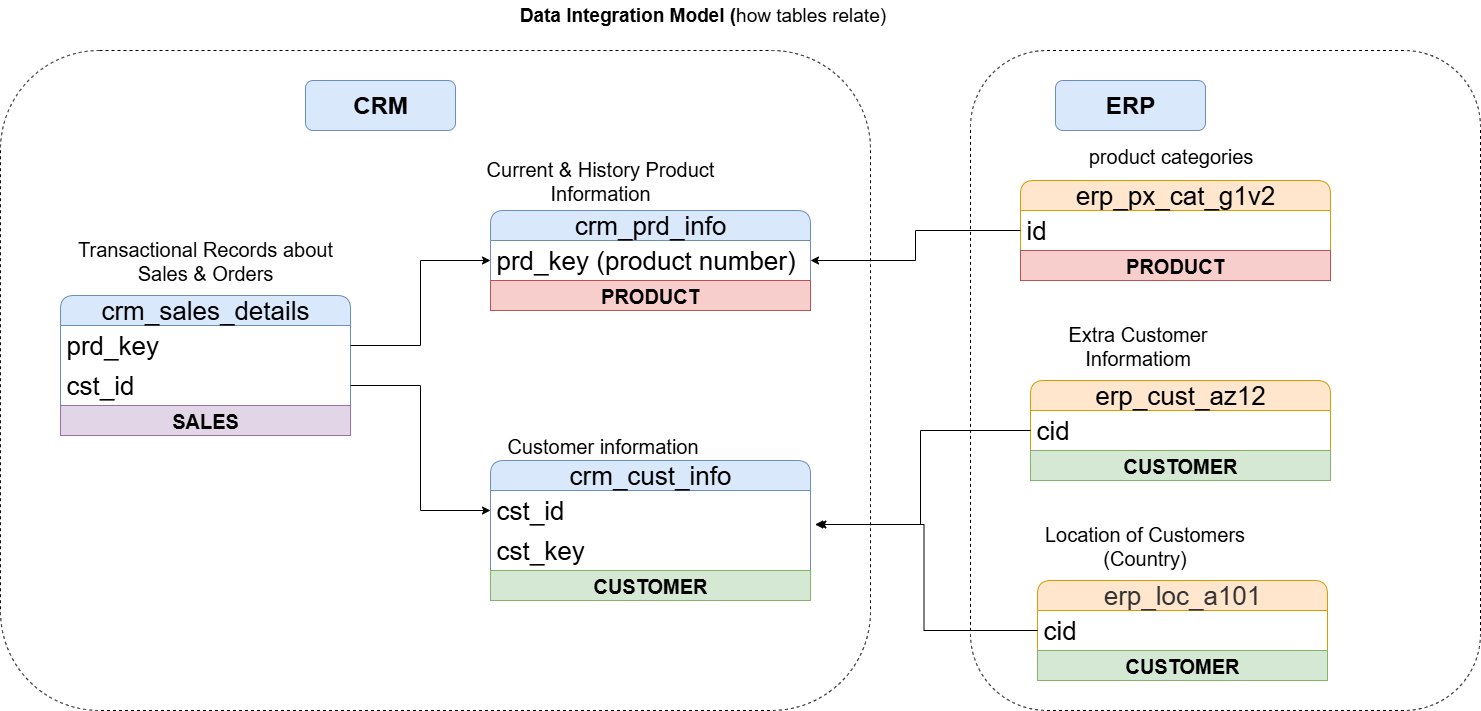 Data Integration Model (how tables relate)
CRM
Current & History Product
Information
crm_prd_info
prd_key (product number)
PRODUCT
Transactional Records about
Sales & Orders
crm_sales_details
prd_key
cst_id
SALES
Customer information
crm_cust_info
cst_id
cst_key
CUSTOMER
ERP
product categories
erp_px_cat_g1v2
id
PRODUCT
Extra Customer
Informatiom
erp_cust_az12
cid
CUSTOMER
Location of Customers
(Country)
erp_loc_a101
cid
CUSTOMER